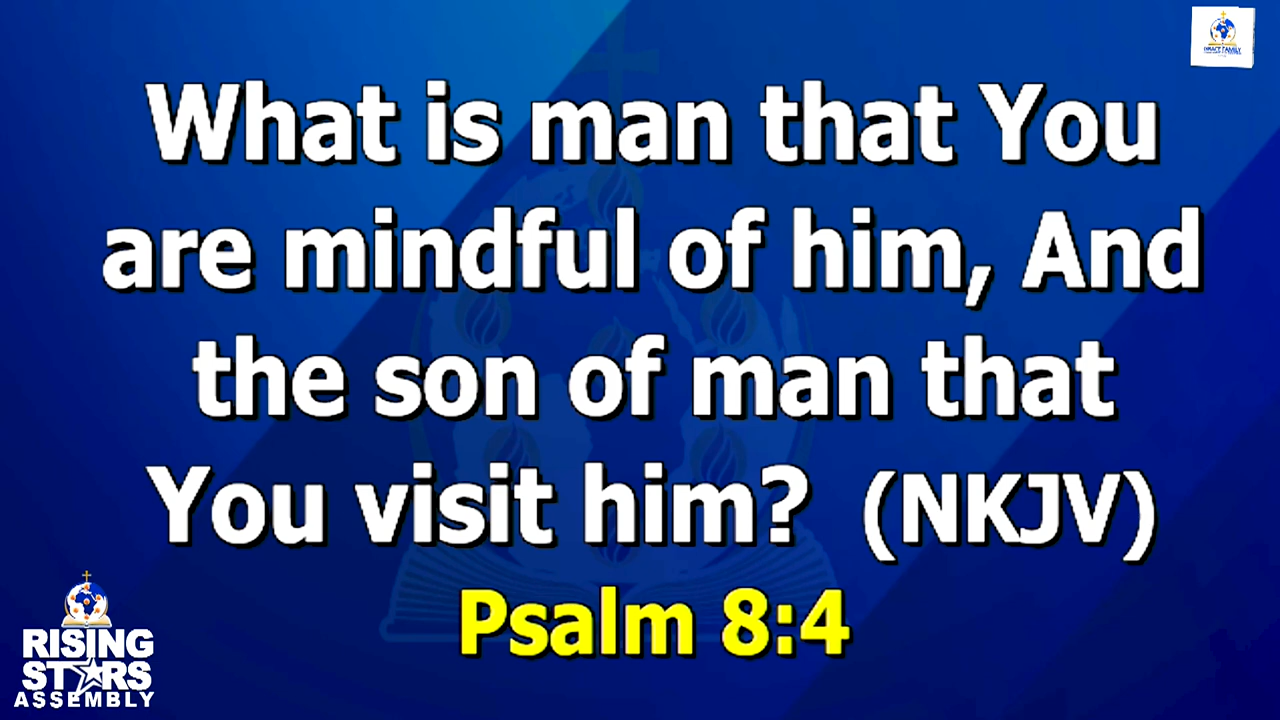 What is man that You
are mindful of him, And
the son of man that
You visit him? (NKJV)
Psalm 8:4
RISING
STARS
ASSEMBLY